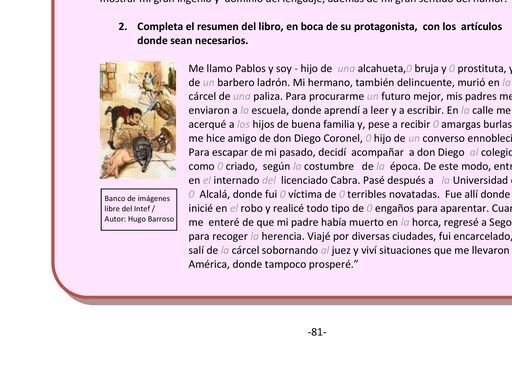 mostrar mi gran ingenio y dominio del lenguaje, además de mi gran sentido del humor.
2. Completa el resumen del libro, en boca de su protagonista, con los artículos
donde sean necesarios.
Me llamo Pablos y soy - hijo de una alcahueta,0 bruja y 0 prostituta, y
de un barbero ladrón. Mi hermano, también delincuente, murió en la
cárcel de una paliza. Para procurarme un futuro mejor, mis padres me
enviaron a la escuela, donde aprendí a leer y a escribir. En la calle me
acerqué a los hijos de buena familia y, pese a recibir 0 amargas burlas
me hice amigo de don Diego Coronel, 0 hijo de un converso ennobleci
Para escapar de mi pasado, decidí acompañar a don Diego al colegio
como 0 criado, según la costumbre de la época. De este modo, entr
en el internado del licenciado Cabra. Pasé después a la Universidad
0 Alcalá, donde fui 0 víctima de 0 terribles novatadas. Fue allí donde
inicié en el robo y realicé todo tipo de 0 engaños para aparentar. Cuan
me enteré de que mi padre había muerto en la horca, regresé a Sego
para recoger la herencia. Viajé por diversas ciudades, fui encarcelado,
salí de la cárcel sobornando al juez y viví situaciones que me llevaron
América, donde tampoco prosperé.”
Banco de imágenes
libre del Intef /
Autor: Hugo Barroso
-81-